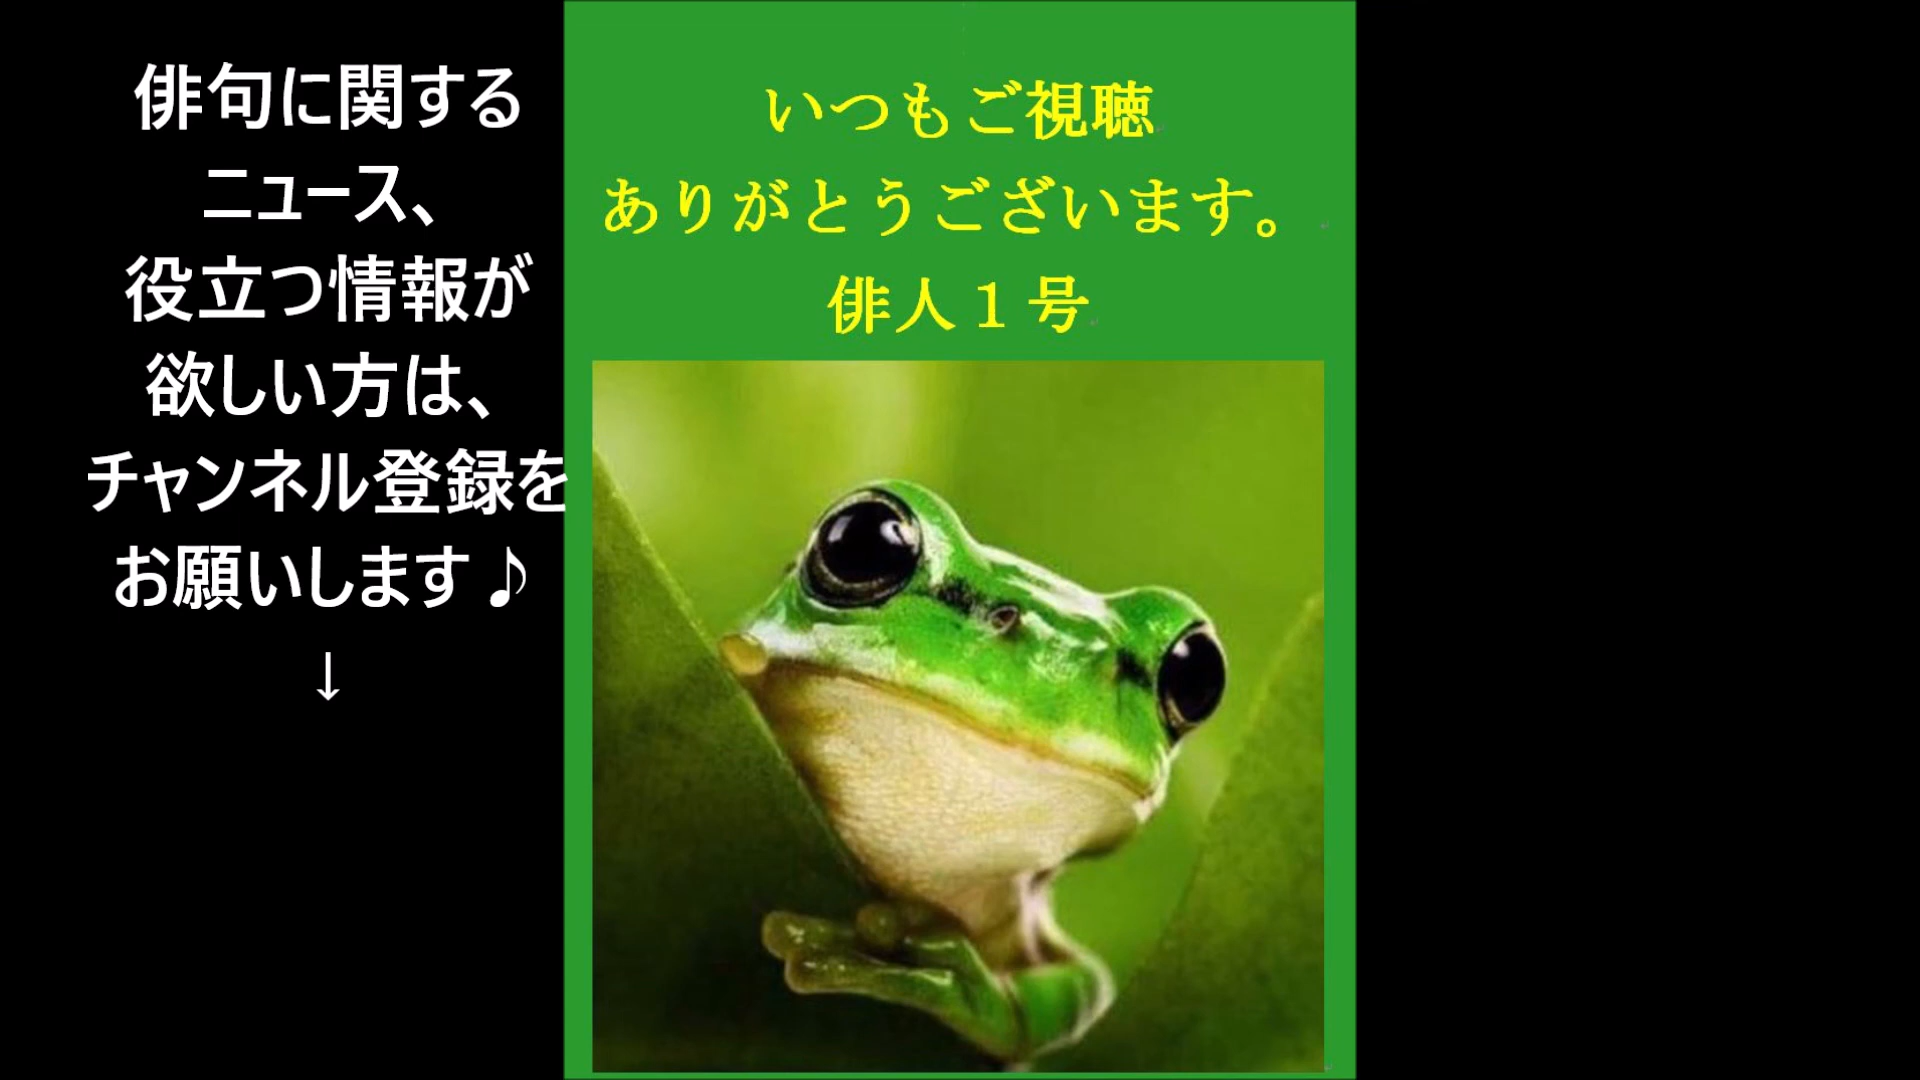 俳句に関する
ニュース、
役立つ情報が
欲しい方は、
チャンネル登録を
お願いします♪
↓
いつもご視聴
ありがとうございます。
俳人１号